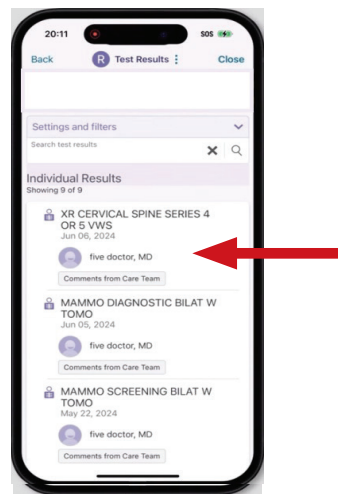 20:11
SOS
Back
R Test Results
Close
Settings and filters
Search test results
Individual Results
Showing 9 of 9
XR CERVICAL SPINE SERIES 4
OR 5 VWS
Jun 06, 2024
five doctor, MD
Comments from Care Team
MAMMO DIAGNOSTIC BILAT W
TOMO
Jun 05, 2024
five doctor, MD
Comments from Care Team
MAMMO SCREENING BILAT W
TOMO
May 22, 2024
five doctor, MD
Comments from Care Team